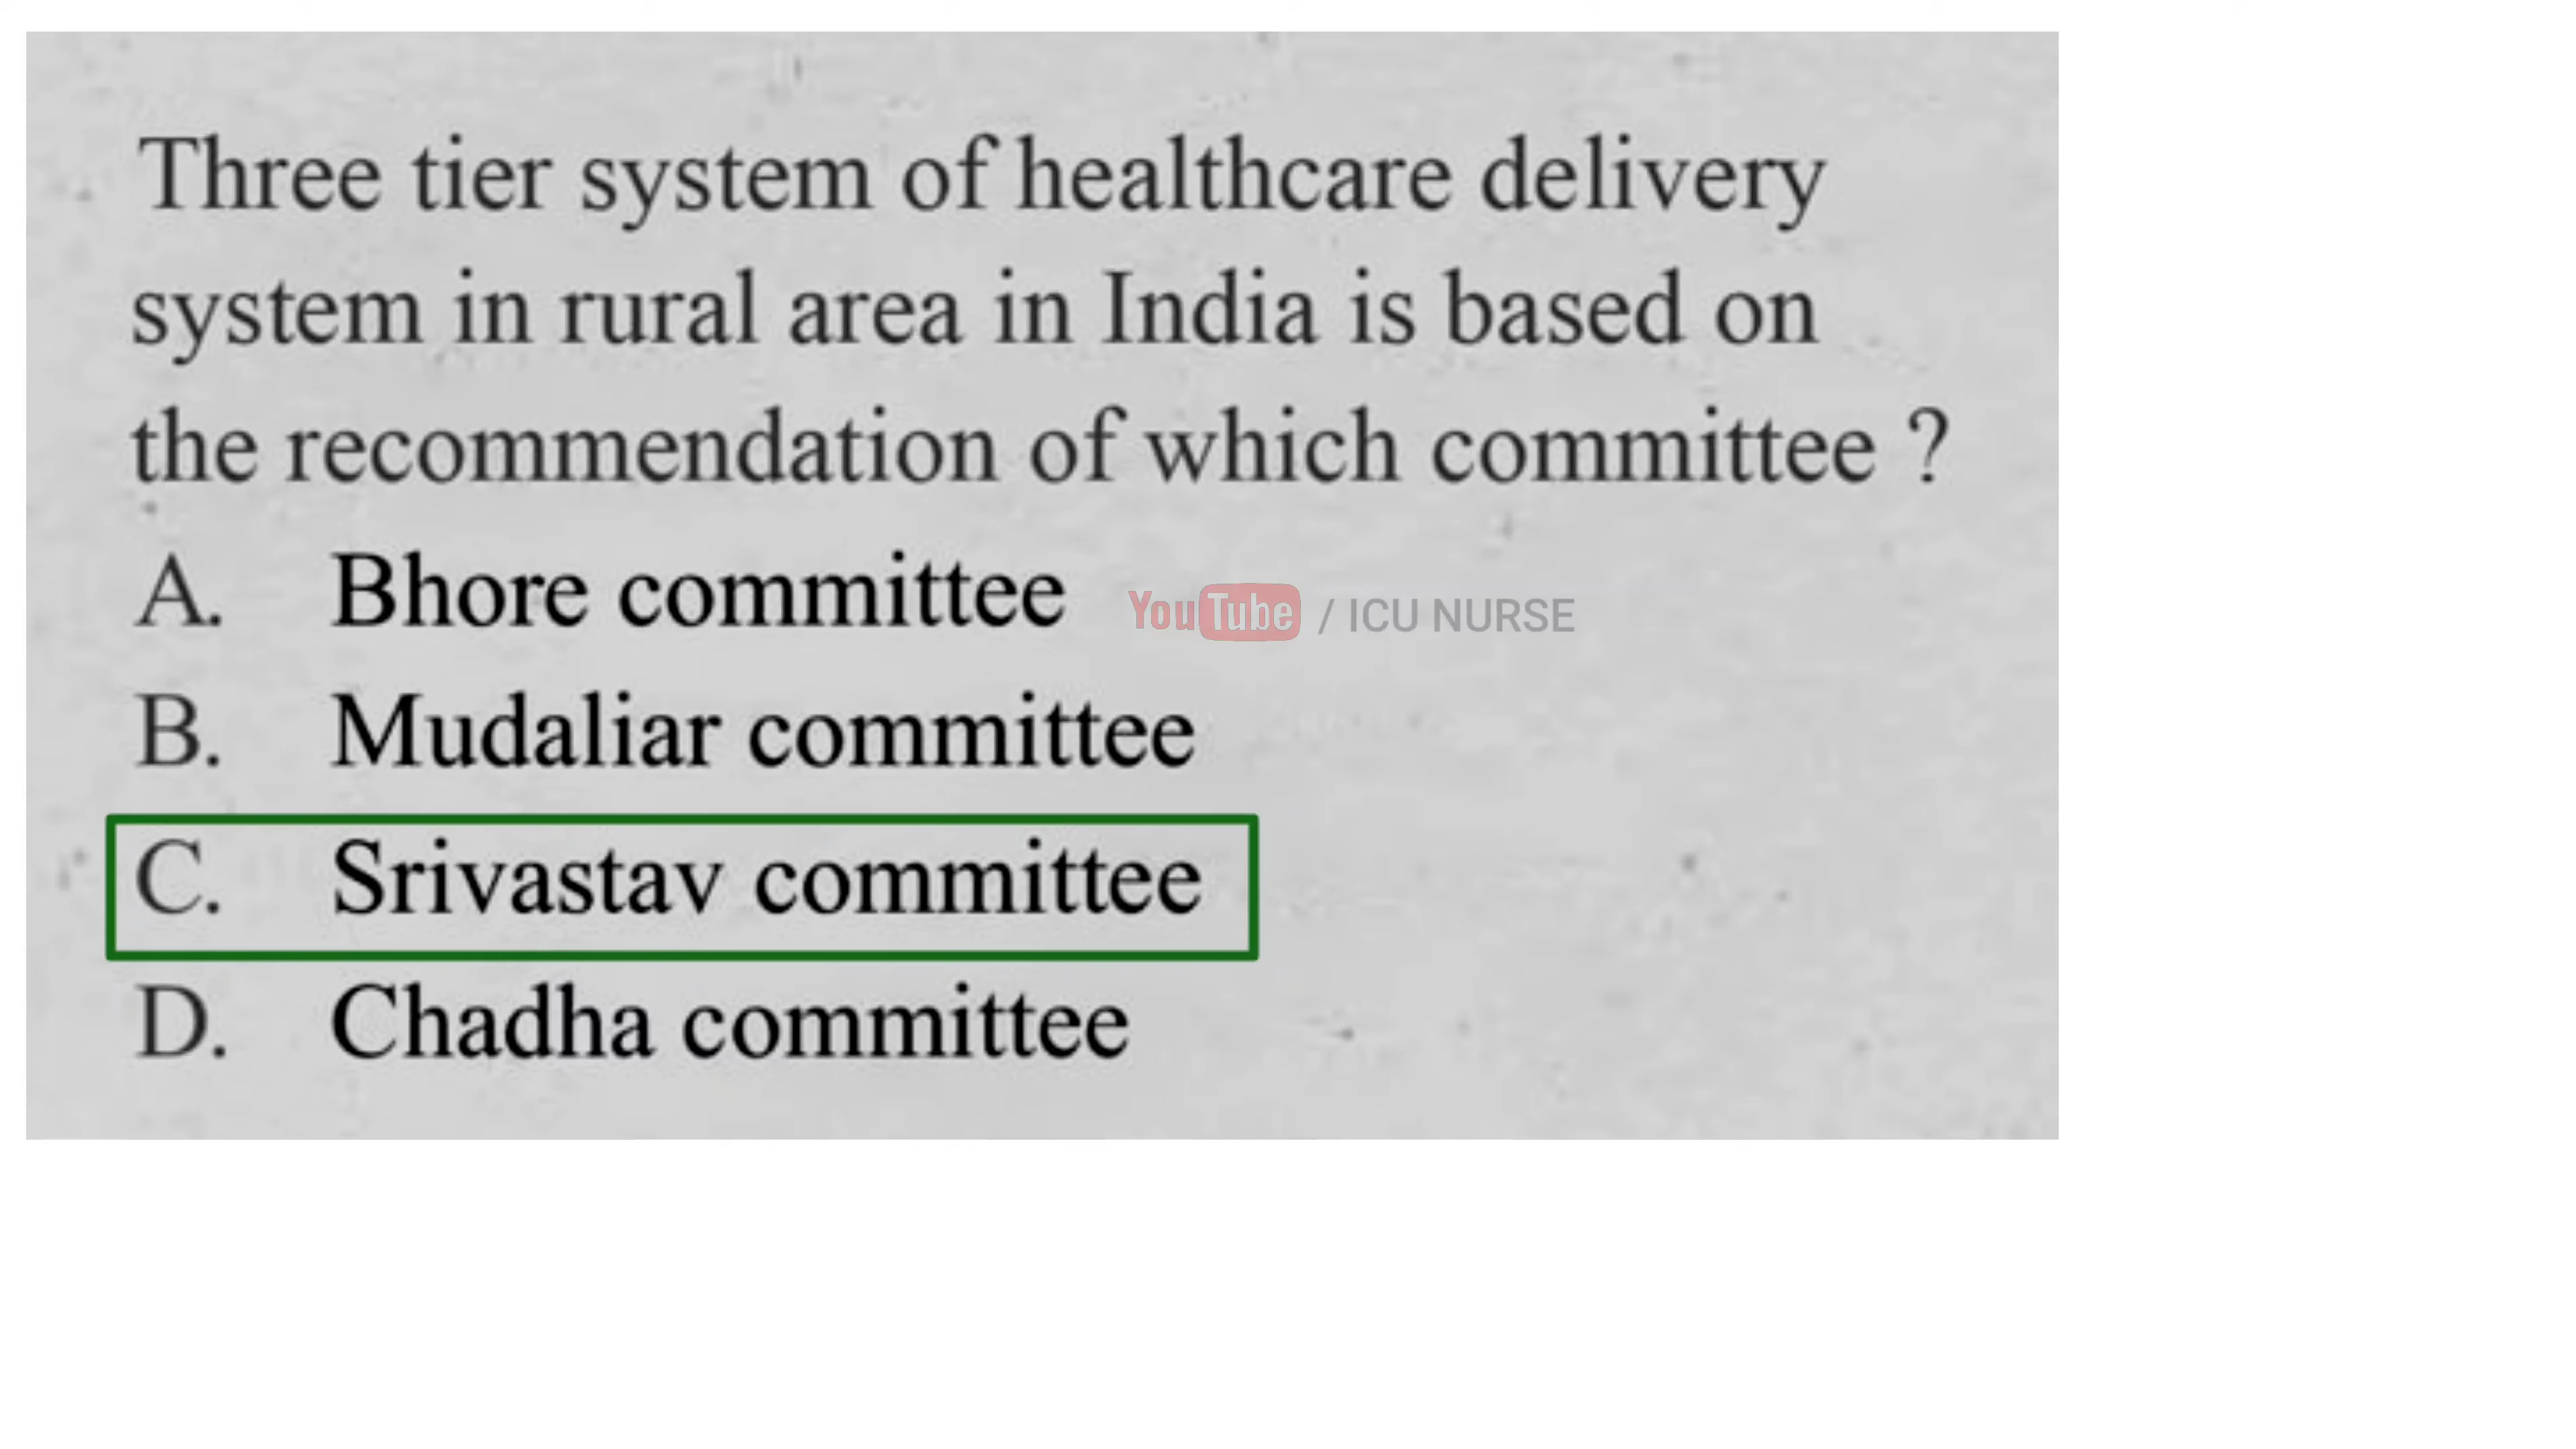 Three tier system of healthcare delivery
system in rural area in India is based on
the recommendation of which committee ?
A. Bhore committee
YouTube / ICU NURSE
B. Mudaliar committee
C. Srivastav committee
D. Chadha committee